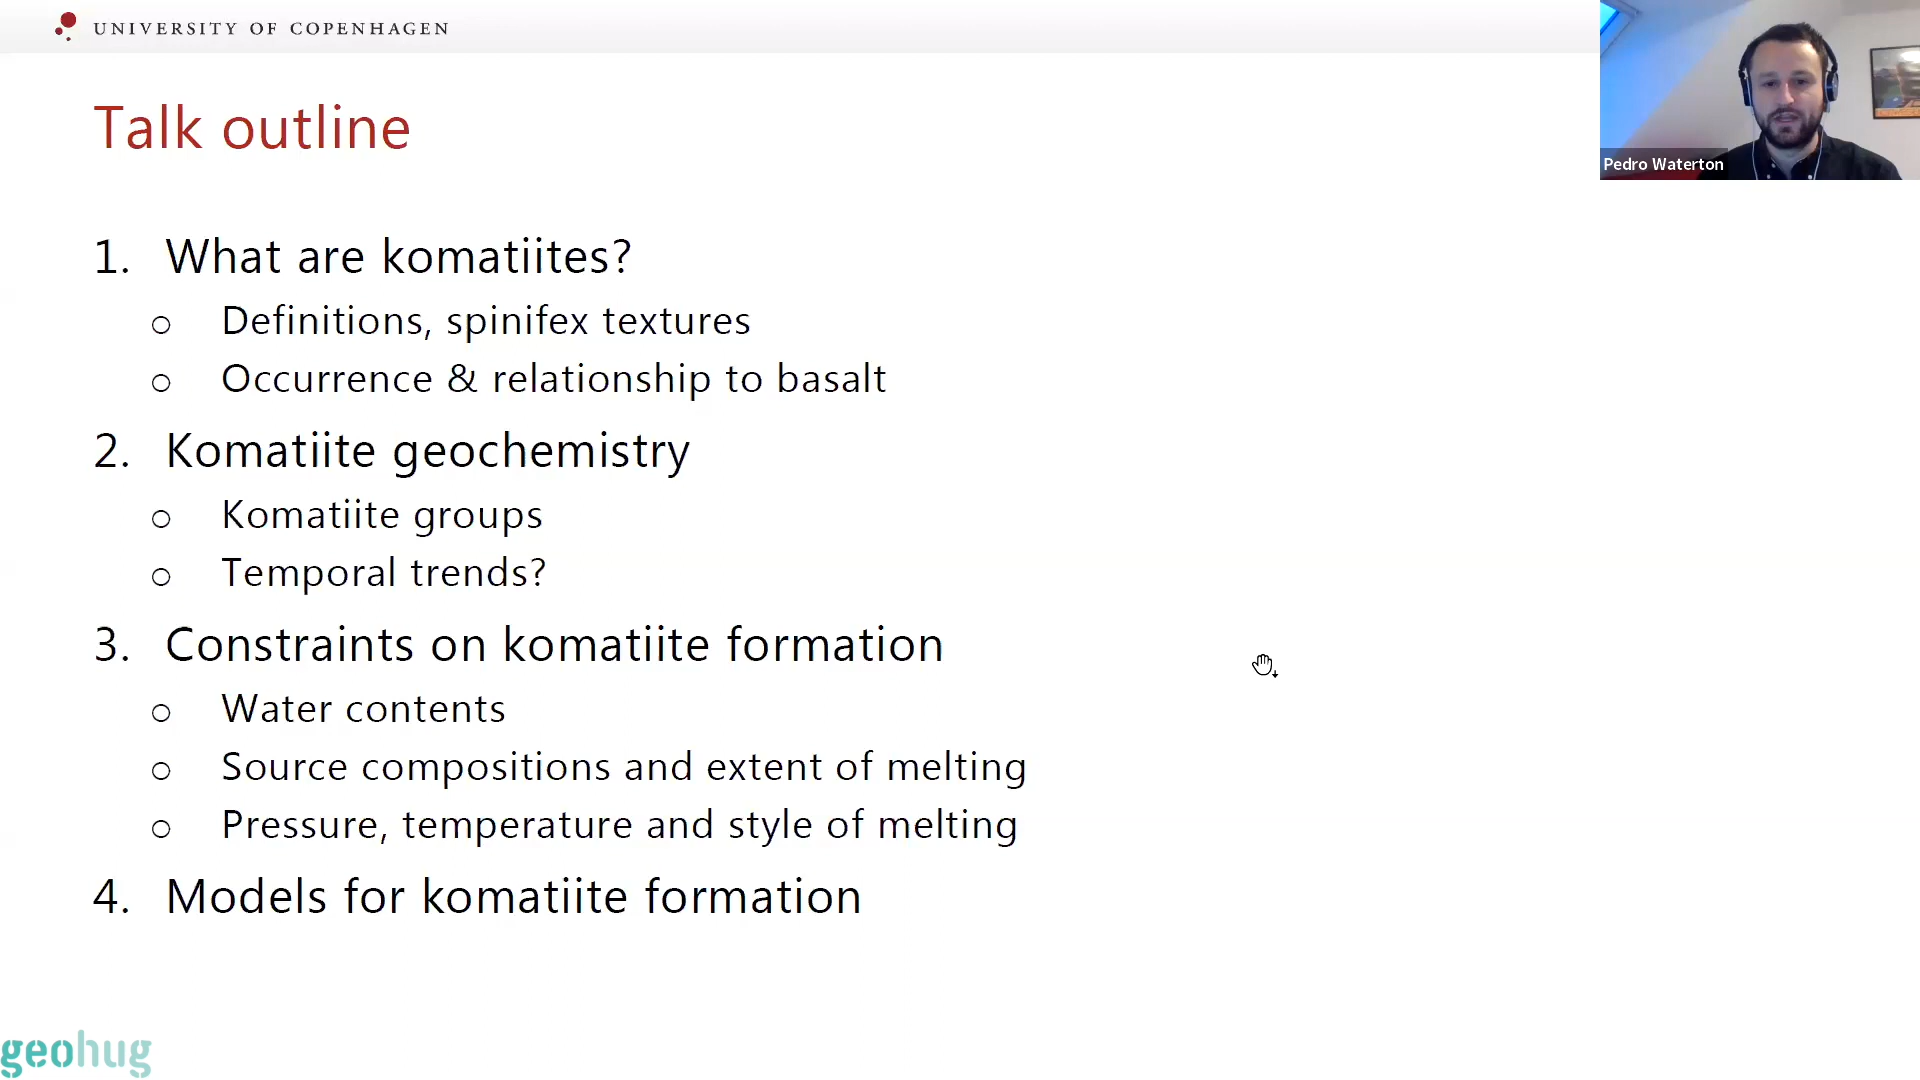 UNIVERSITY OF COPENHAGEN
Pedro Waterton
Talk outline
1. What are komatiites?
o Definitions, spinifex textures
o Occurrence & relationship to basalt
2. Komatiite geochemistry
o Komatiite groups
o Temporal trends?
3. Constraints on komatiite formation
o Water contents
o Source compositions and extent of melting
o Pressure, temperature and style of melting
4. Models for komatiite formation
geohug